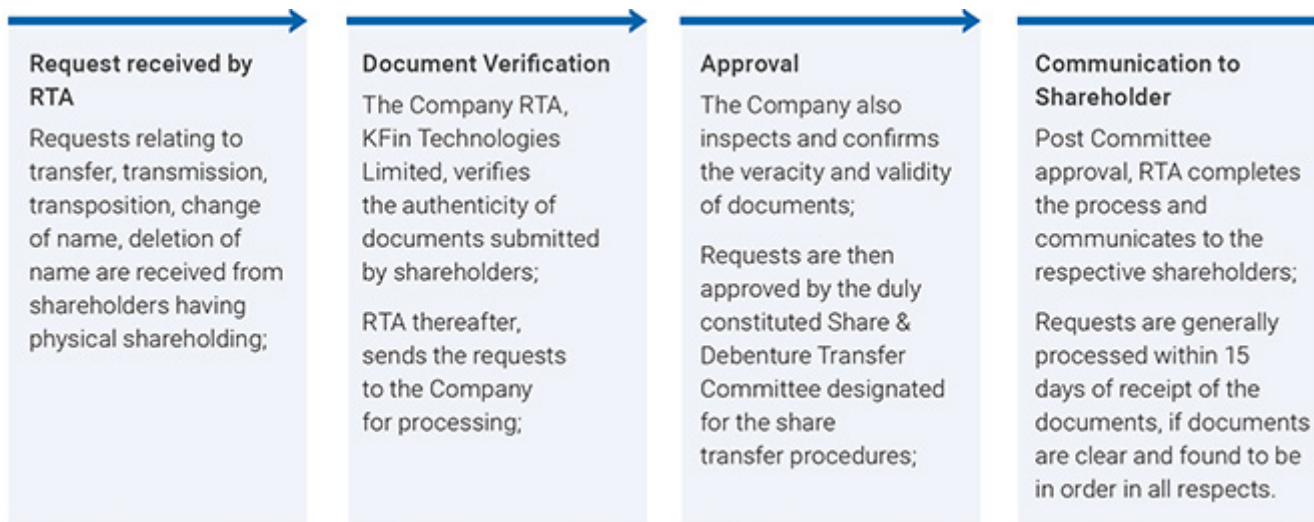 Request received by
RTA
Requests relating to
transfer, transmission,
transposition, change
of name, deletion of
name are received from
shareholders having
physical shareholding;
Document Verification
The Company RTA,
KFin Technologies
Limited, verifies
the authenticity of
documents submitted
by shareholders;
RTA thereafter,
sends the requests
to the Company
for processing;
Approval
The Company also
inspects and confirms
the veracity and validity
of documents;
Requests are then
approved by the duly
constituted Share &
Debenture Transfer
Committee designated
for the share
transfer procedures;
Communication to
Shareholder
Post Committee
approval, RTA completes
the process and
communicates to the
respective shareholders;
Requests are generally
processed within 15
days of receipt of the
documents, if documents
are clear and found to be
in order in all respects.